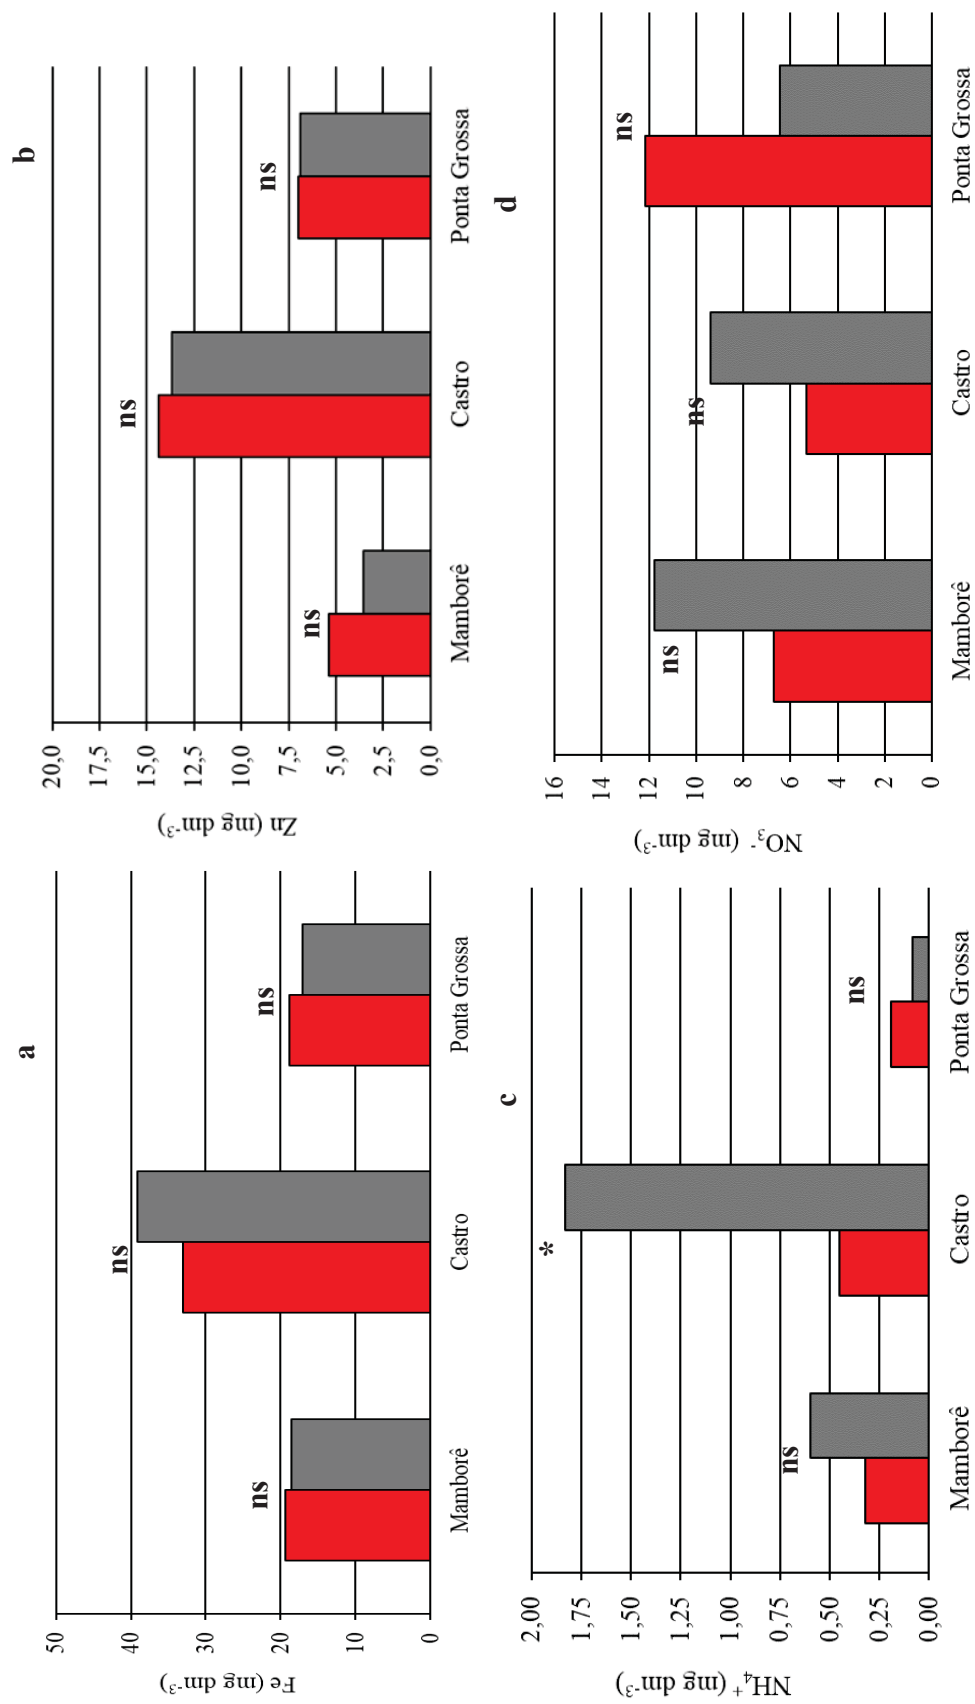 a
50
40
30
20
10
0
Fe (mg dm⁻³)
ns
ns
ns
Mamborê
Castro
Ponta Grossa
b
20,0
17,5
15,0
12,5
10,0
7,5
5,0
2,5
0,0
Zn (mg dm⁻³)
ns
ns
ns
Mamborê
Castro
Ponta Grossa
c
2,00
1,75
1,50
1,25
1,00
0,75
0,50
0,25
0,00
NH₄⁺ (mg dm⁻³)
ns
*
ns
Mamborê
Castro
Ponta Grossa
d
16
14
12
10
8
6
4
2
0
NO₃⁻ (mg dm⁻³)
ns
ns
ns
Mamborê
Castro
Ponta Grossa